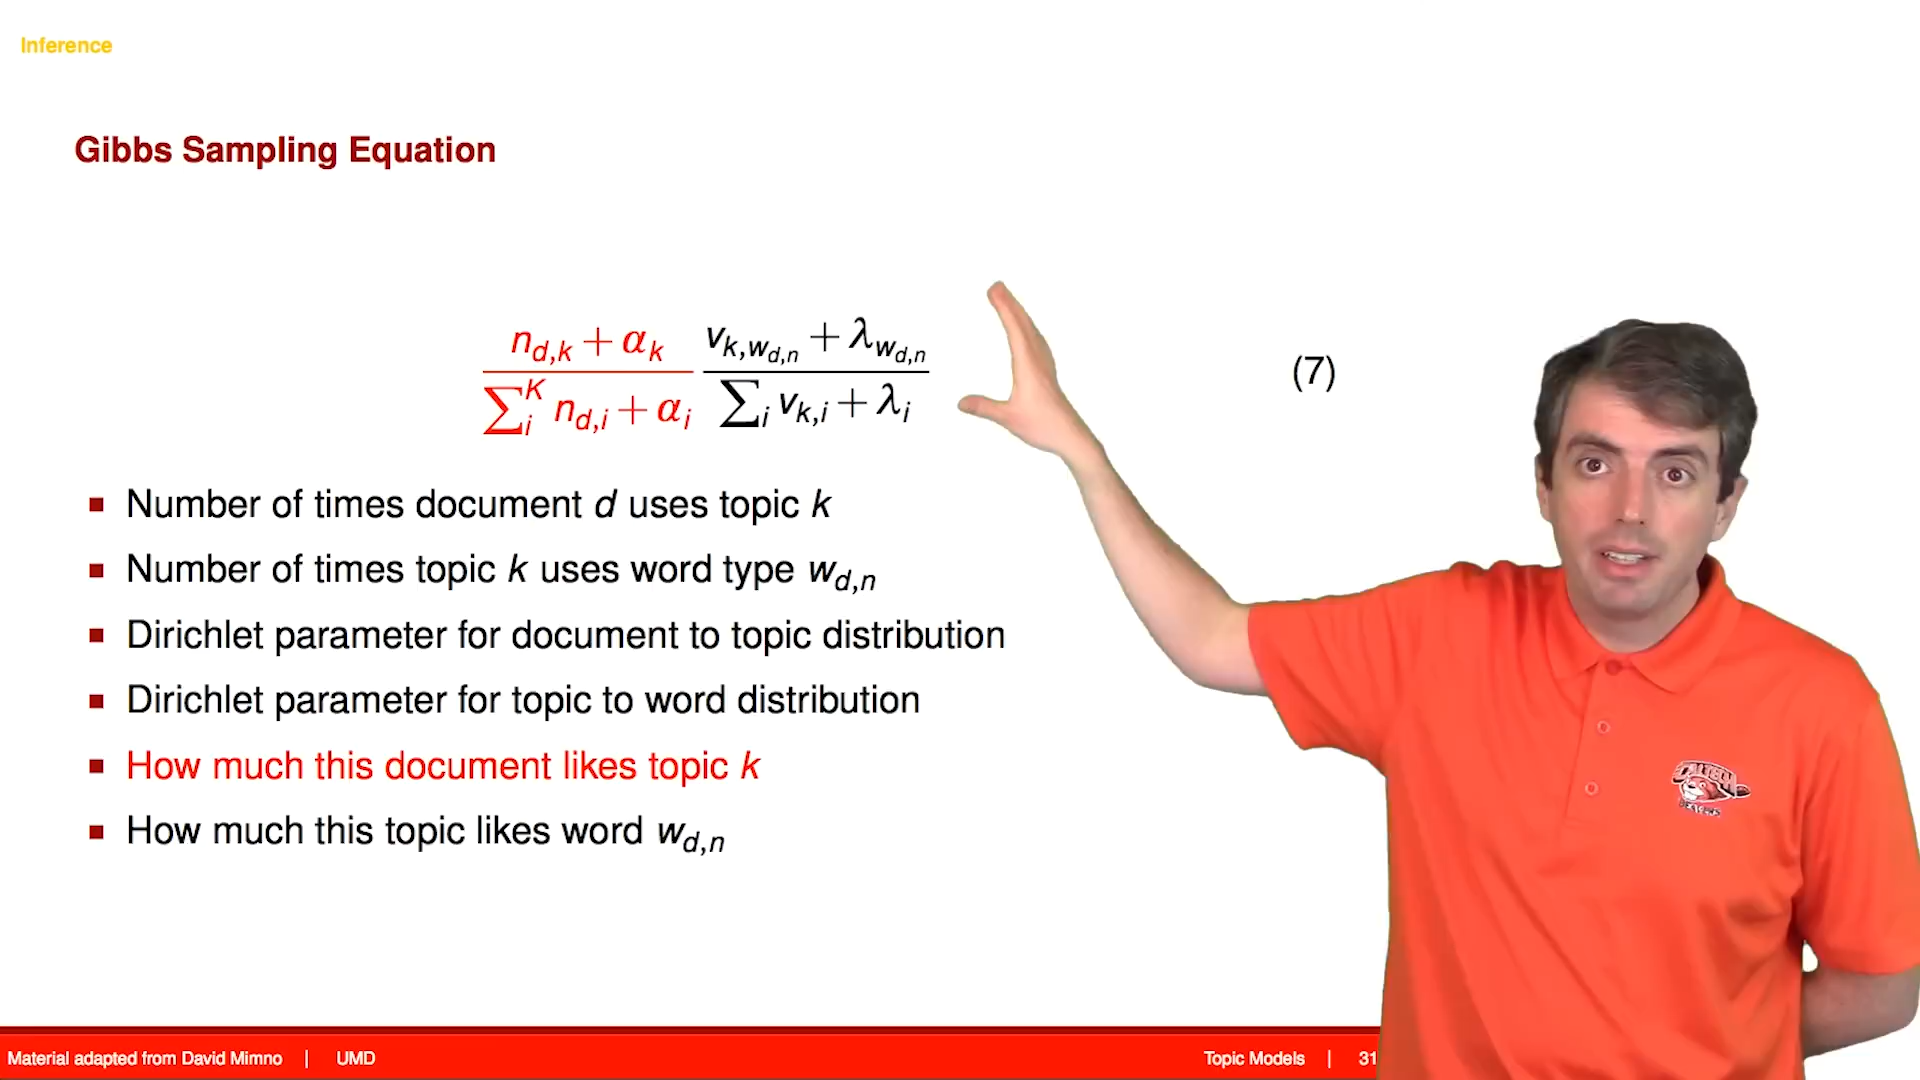 Inference
Gibbs Sampling Equation
n_{d,k} + α_k / ∑_i^K n_{d,i} + α_i  v_{k,w_{d,n}} + λ_{w_{d,n}} / ∑_i v_{k,i} + λ_i (7)
Number of times document d uses topic k
Number of times topic k uses word type w_{d,n}
Dirichlet parameter for document to topic distribution
Dirichlet parameter for topic to word distribution
How much this document likes topic k
How much this topic likes word w_{d,n}
CALTECH
Material adapted from David Mimno | UMD Topic Models | 31